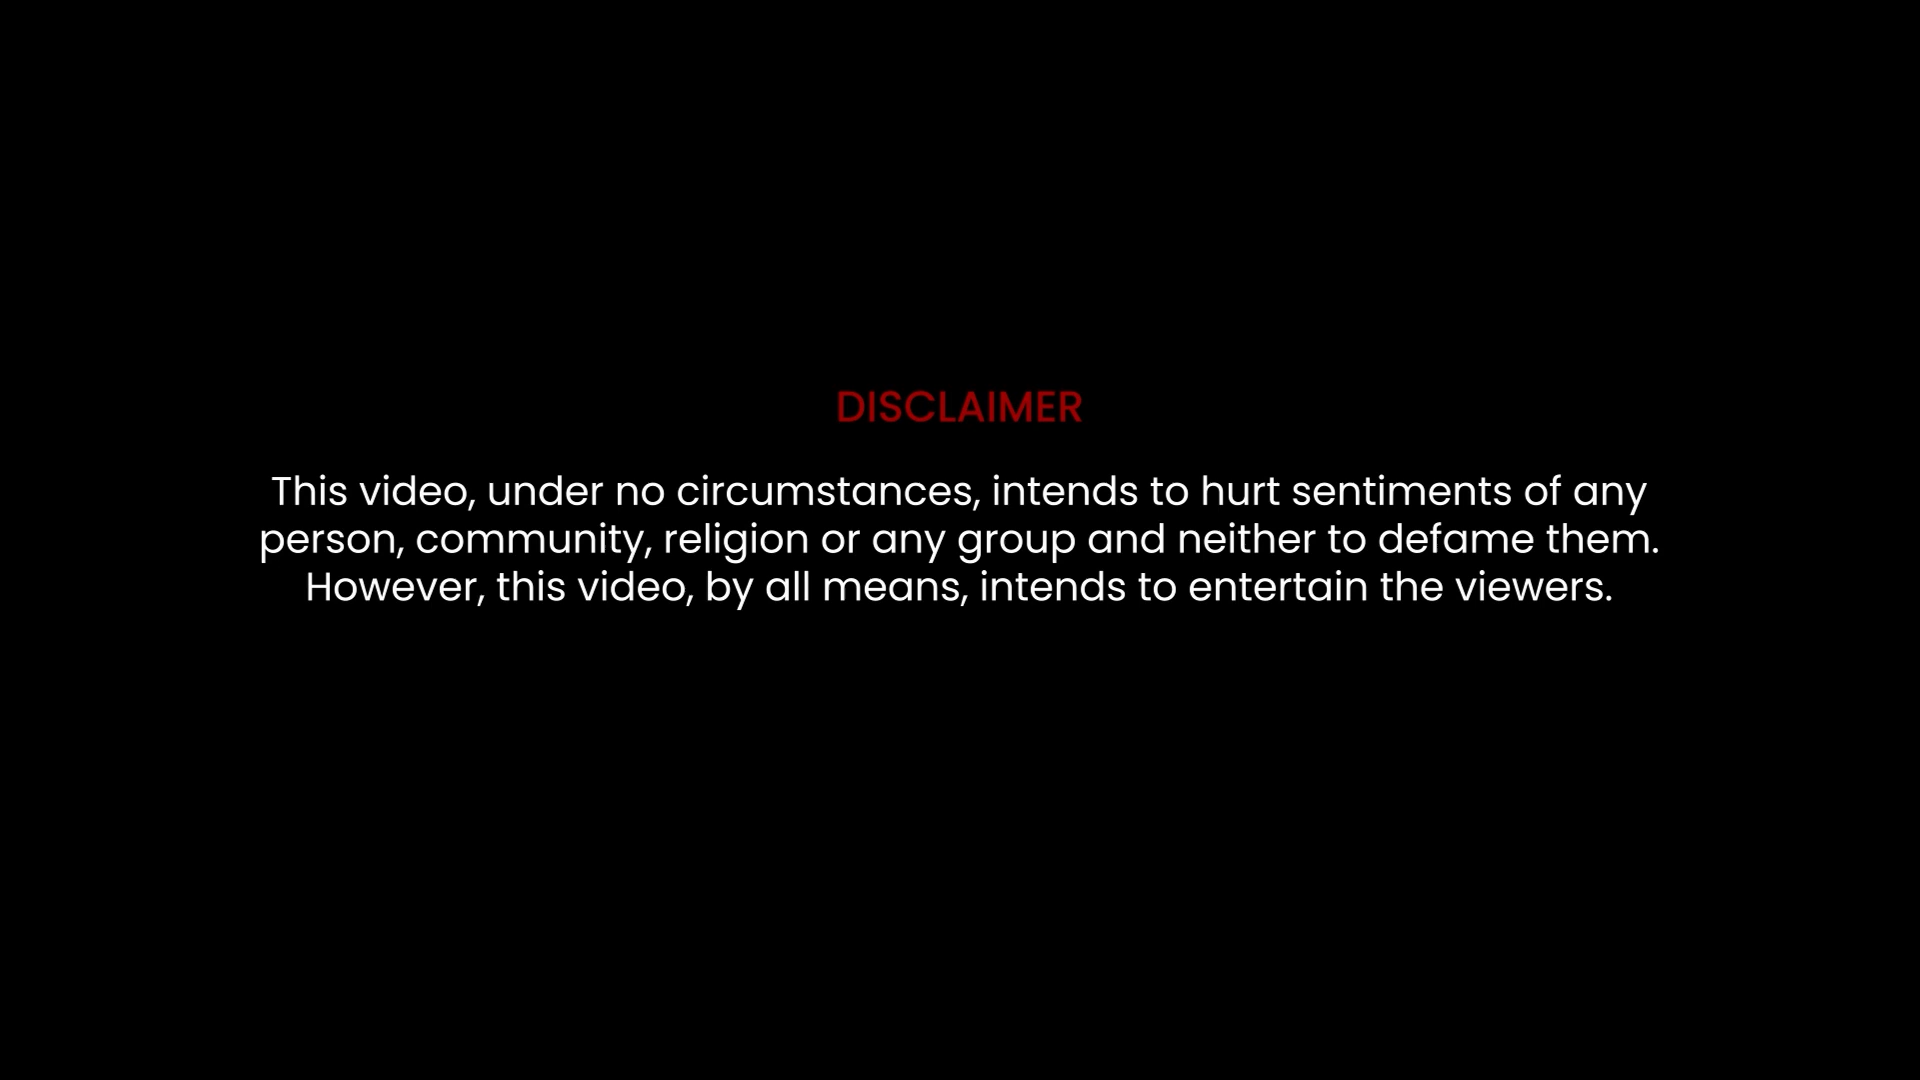 DISCLAIMER
This video, under no circumstances, intends to hurt sentiments of any
person, community, religion or any group and neither to defame them.
However, this video, by all means, intends to entertain the viewers.